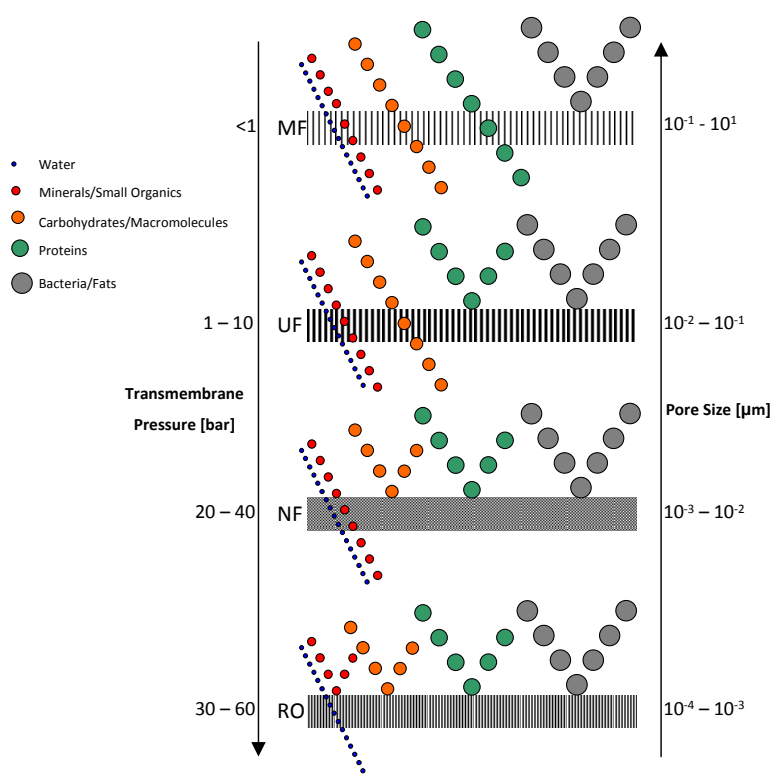 <1
MF
10⁻¹ - 10¹
Water
Minerals/Small Organics
Carbohydrates/Macromolecules
Proteins
Bacteria/Fats
1 – 10
UF
10⁻² – 10⁻¹
Transmembrane
Pressure [bar]
Pore Size [µm]
20 – 40
NF
10⁻³ – 10⁻²
30 – 60
RO
10⁻⁴ – 10⁻³